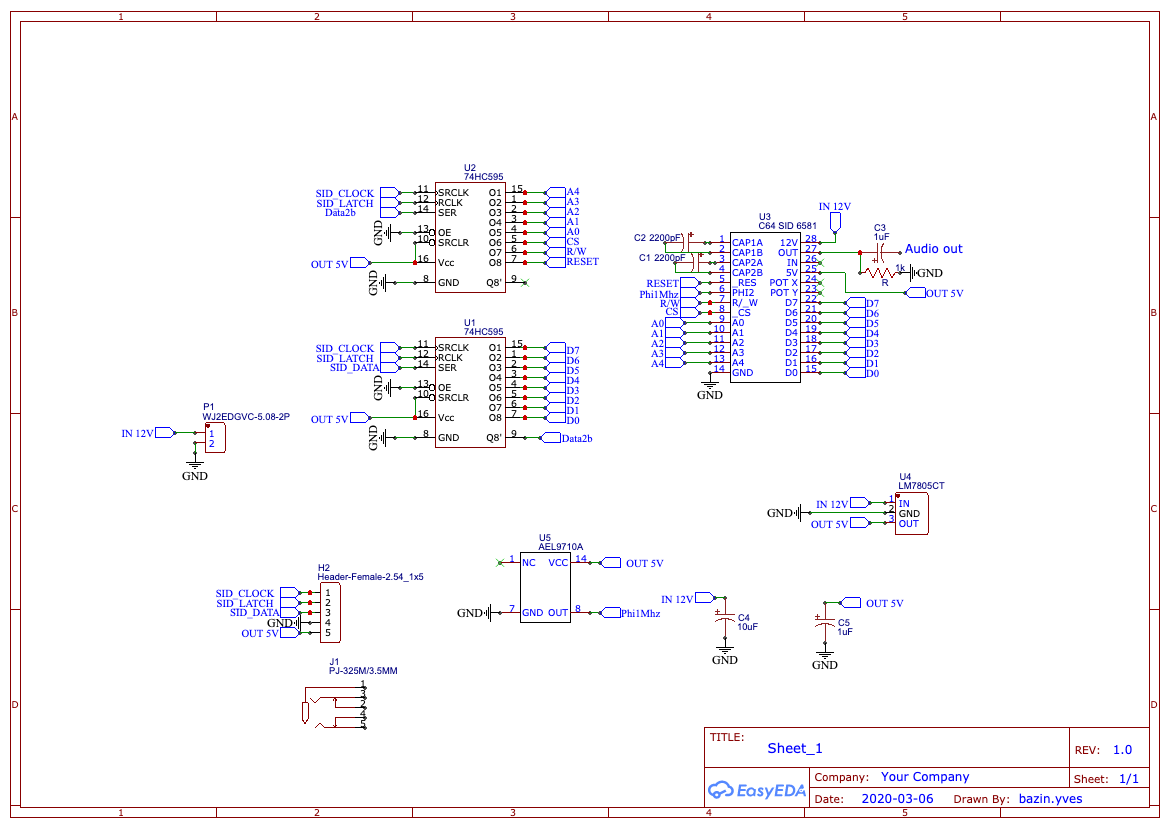 1 2 3 4 5
A A
B B
C C
D D
U2
74HC595
SID_CLOCK 11 SRCLK O1 15 A4
SID_LATCH 12 RCLK O2 1 A3
Data2b 14 SER O3 2 A2
O4 3 A1
GND 13 OE O5 4 A0
10 SRCLR O6 5 CS
O7 6 R/W
OUT 5V 16 Vcc O8 7 RESET
GND 8 GND Q8' 9
U1
74HC595
SID_CLOCK 11 SRCLK O1 15 D7
SID_LATCH 12 RCLK O2 1 D6
SID_DATA 14 SER O3 2 D5
O4 3 D4
GND 13 OE O5 4 D3
10 SRCLR O6 5 D2
O7 6 D1
OUT 5V 16 Vcc O8 7 D0
GND 8 GND Q8' 9 Data2b
IN 12V
U3
C64 SID 6581
C2 2200pF + 1 CAP1A 12V 28
2 CAP1B OUT 27
C1 2200pF + 3 CAP2A IN 26
4 CAP2B 5V 25
RESET 5 _RES POT X 24
Phi1Mhz 6 PHI2 POT Y 23
R/W 7 R/_W D7 22 D7
CS 8 _CS D6 21 D6
A0 9 A0 D5 20 D5
A1 10 A1 D4 19 D4
A2 11 A2 D3 18 D3
A3 12 A3 D2 17 D2
A4 13 A4 D1 16 D1
14 GND D0 15 D0
GND
C3
1uF
+
Audio out
1k GND
R
OUT 5V
P1
WJ2EDGVC-5.08-2P
IN 12V 1
2
GND
U4
LM7805CT
IN 12V 1 IN
GND 2 GND
OUT 5V 3 OUT
U5
AEL9710A
1 NC VCC 14 OUT 5V
GND 7 GND OUT 8 Phi1Mhz
H2
Header-Female-2.54_1x5
SID_CLOCK 1
SID_LATCH 2
SID_DATA 3
GND 4
OUT 5V 5
IN 12V
+ C4
10uF
GND
OUT 5V
+ C5
1uF
GND
J1
PJ-325M/3.5MM
1
3
2
4
5
TITLE:
Sheet_1
REV: 1.0
EasyEDA
Company: Your Company
Sheet: 1/1
Date: 2020-03-06 Drawn By: bazin.yves
1 2 3 4 5